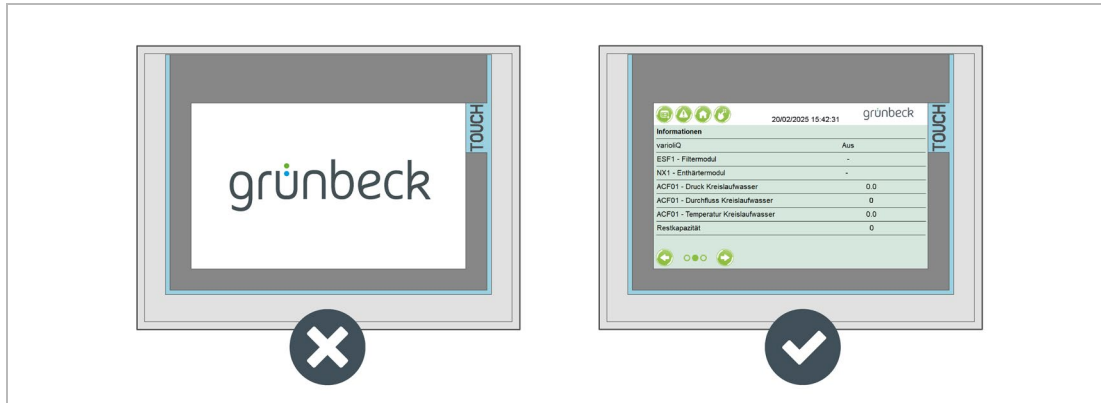 grünbeck
TOUCH
20/02/2025 15:42:31 grünbeck
Informationen
varioliQ Aus
ESF1 - Filtermodul -
NX1 - Enthärtermodul -
ACF01 - Druck Kreislaufwasser 0.0
ACF01 - Durchfluss Kreislaufwasser 0
ACF01 - Temperatur Kreislaufwasser 0.0
Restkapazität 0
TOUCH